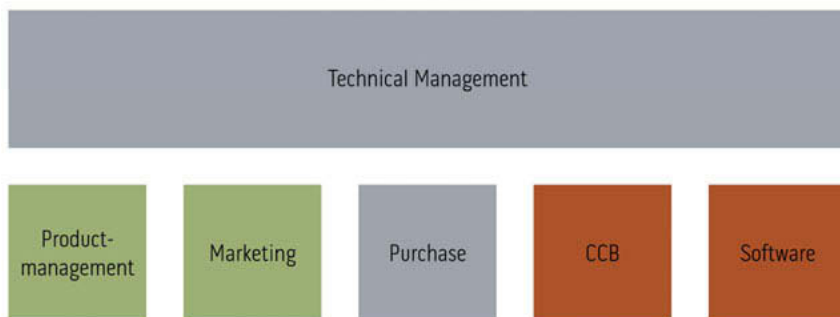 Technical Management
Product-
management
Marketing
Purchase
CCB
Software